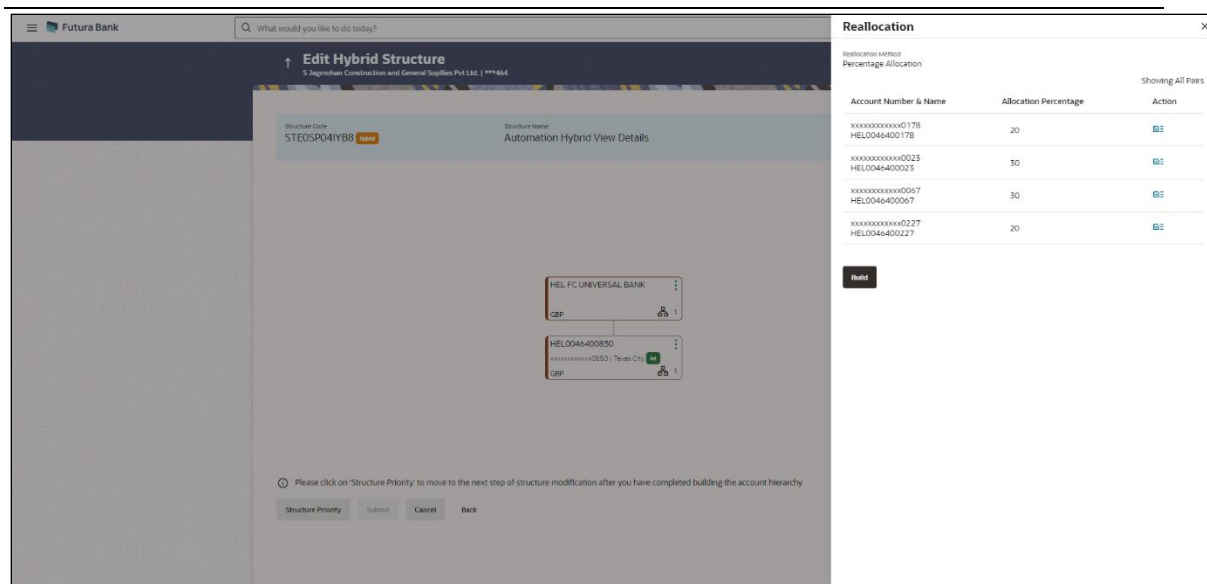 Futura Bank
What would you like to do today?
Edit Hybrid Structure
S Jagmohan Construction and General Supllies Pvt Ltd. | ***464
Structure Code
STE05P04IYB8 Hybrid
Structure Name
Automation Hybrid View Details
HEL FC UNIVERSAL BANK
GBP 1
HEL0046400850
xxxxxxxxxxxx0850 | Texas City Int
GBP 1
Please click on 'Structure Priority' to move to the next step of structure modification after you have completed building the account hierarchy
Structure Priority Submit Cancel Back
Reallocation
Reallocation Method
Percentage Allocation
Showing All Pairs
Account Number & Name Allocation Percentage Action
xxxxxxxxxxxx0178
HEL0046400178
20
xxxxxxxxxxxx0023
HEL0046400023
30
xxxxxxxxxxxx0067
HEL0046400067
30
xxxxxxxxxxxx0227
HEL0046400227
20
Build